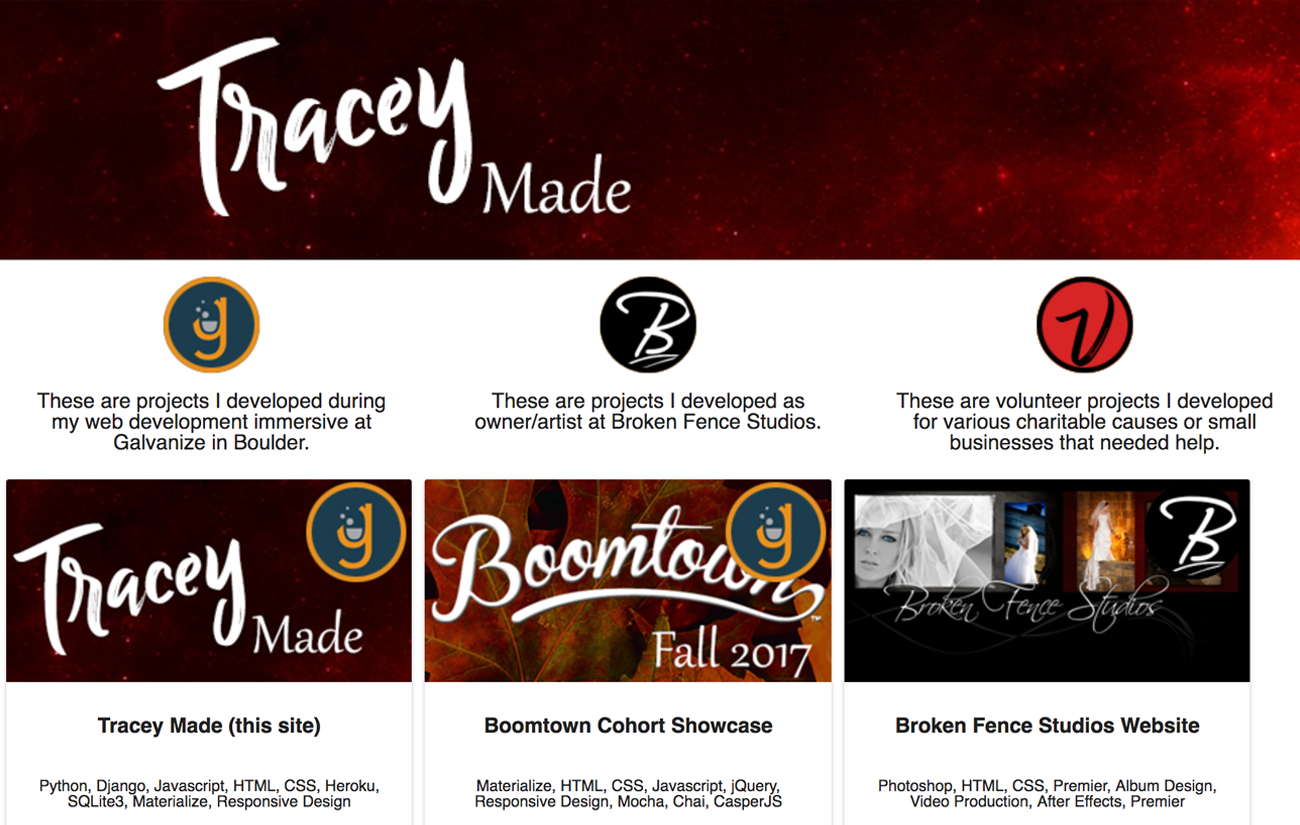 Tracey
Made
g
B
V
These are projects I developed during
my web development immersive at
Galvanize in Boulder.
These are projects I developed as
owner/artist at Broken Fence Studios.
These are volunteer projects I developed
for various charitable causes or small
businesses that needed help.
Tracey
Made
g
Boomtown™
Fall 2017
g
Broken Fence Studios
B
Tracey Made (this site)
Python, Django, Javascript, HTML, CSS, Heroku,
SQLite3, Materialize, Responsive Design
Boomtown Cohort Showcase
Materialize, HTML, CSS, Javascript, jQuery,
Responsive Design, Mocha, Chai, CasperJS
Broken Fence Studios Website
Photoshop, HTML, CSS, Premier, Album Design,
Video Production, After Effects, Premier